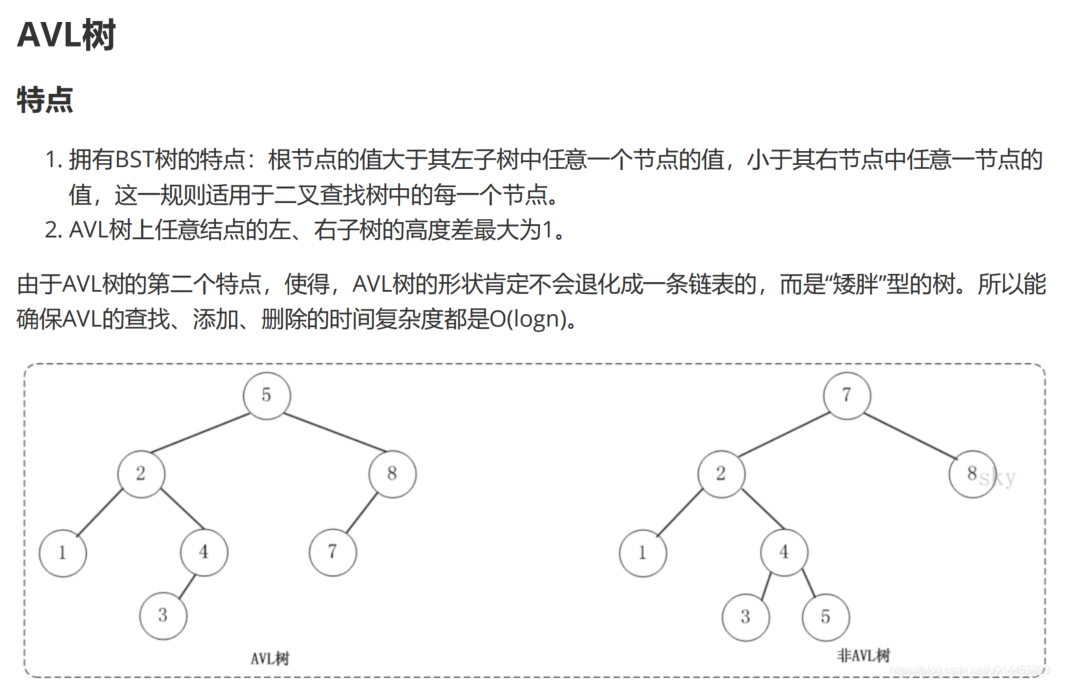 AVL树
特点
1. 拥有BST树的特点：根节点的值大于其左子树中任意一个节点的值，小于其右节点中任意一节点的
值，这一规则适用于二叉查找树中的每一个节点。
2. AVL树上任意结点的左、右子树的高度差最大为1。
由于AVL树的第二个特点，使得，AVL树的形状肯定不会退化成一条链表的，而是“矮胖”型的树。所以能
确保AVL的查找、添加、删除的时间复杂度都是O(logn)。
5
2
8
1
4
7
3
AVL树
7
2
8
sky
1
4
3
5
非AVL树